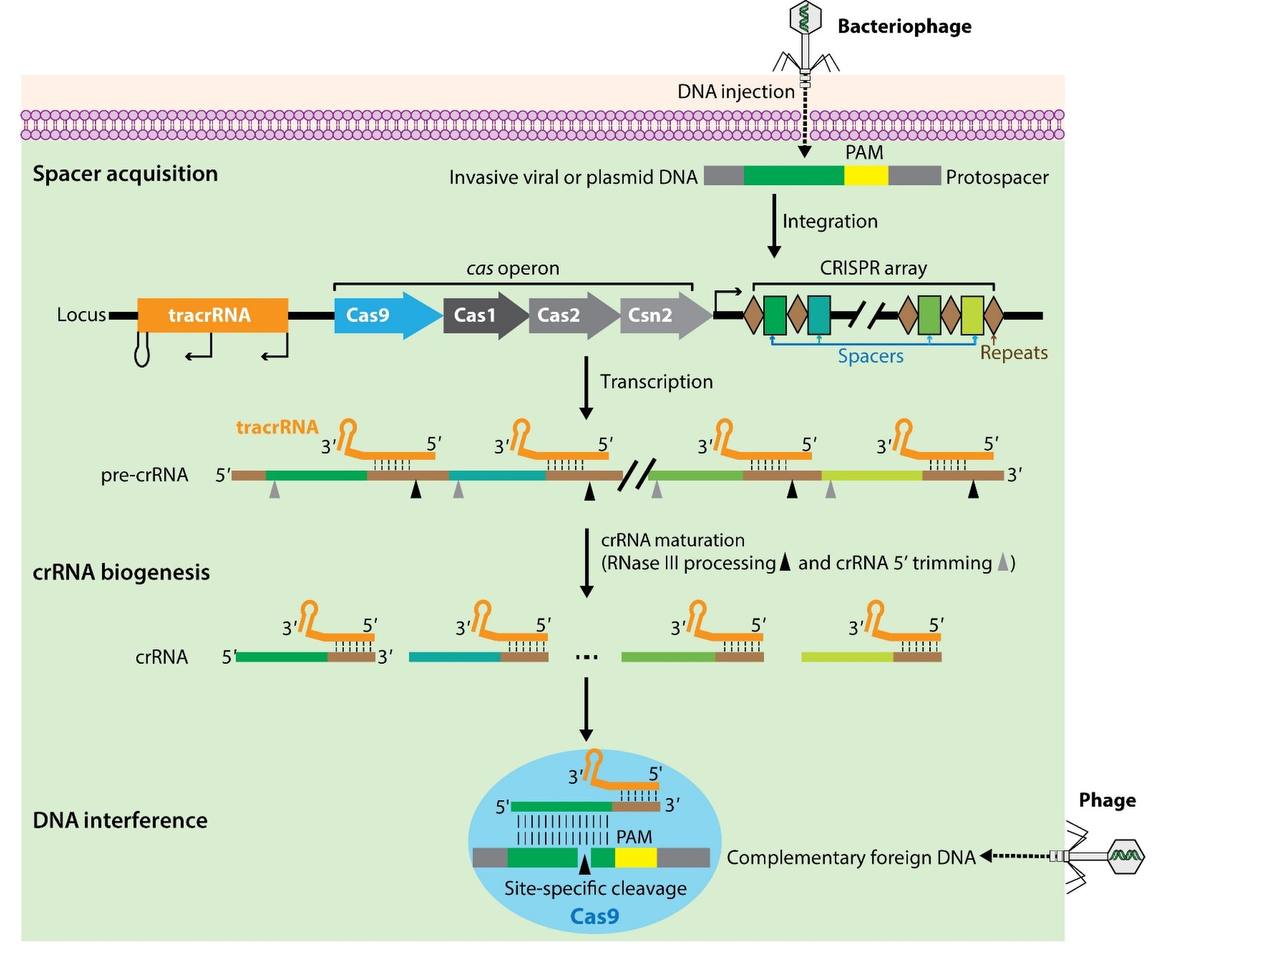 Bacteriophage
DNA injection
PAM
Spacer acquisition
Invasive viral or plasmid DNA
Protospacer
Integration
cas operon
CRISPR array
Locus
tracrRNA
Cas9
Cas1
Cas2
Csn2
Spacers
Repeats
Transcription
tracrRNA
3′ 5′ 3′ 5′ 3′ 5′ 3′ 5′
pre-crRNA 5′ 3′
crRNA maturation
(RNase III processing and crRNA 5′ trimming )
crRNA biogenesis
3′ 5′ 3′ 5′ 3′ 5′ 3′ 5′
crRNA 5′ 3′ ...
3′ 5′
5′ 3′
DNA interference
PAM
Phage
Complementary foreign DNA
Site-specific cleavage
Cas9